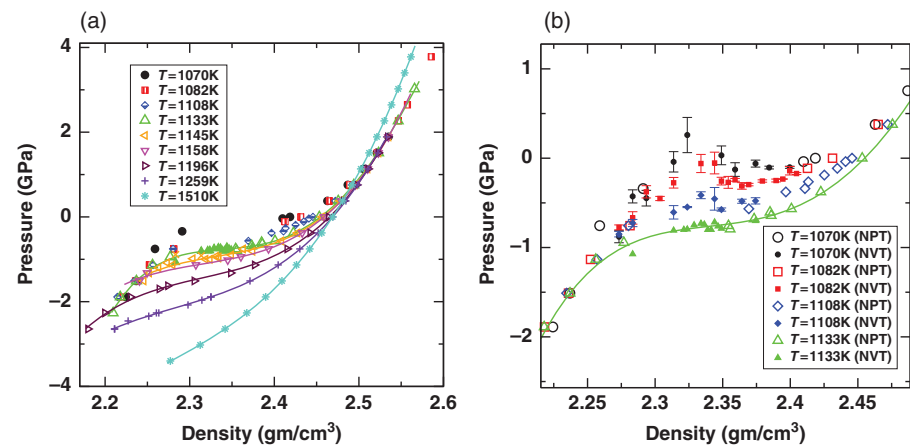 (a)
Pressure (GPa)
4
2
0
−2
−4
T=1070K
T=1082K
T=1108K
T=1133K
T=1145K
T=1158K
T=1196K
T=1259K
T=1510K
2.2 2.3 2.4 2.5 2.6
Density (gm/cm³)
(b)
Pressure (GPa)
1
0
−1
−2
T=1070K (NPT)
T=1070K (NVT)
T=1082K (NPT)
T=1082K (NVT)
T=1108K (NPT)
T=1108K (NVT)
T=1133K (NPT)
T=1133K (NVT)
2.25 2.3 2.35 2.4 2.45
Density (gm/cm³)